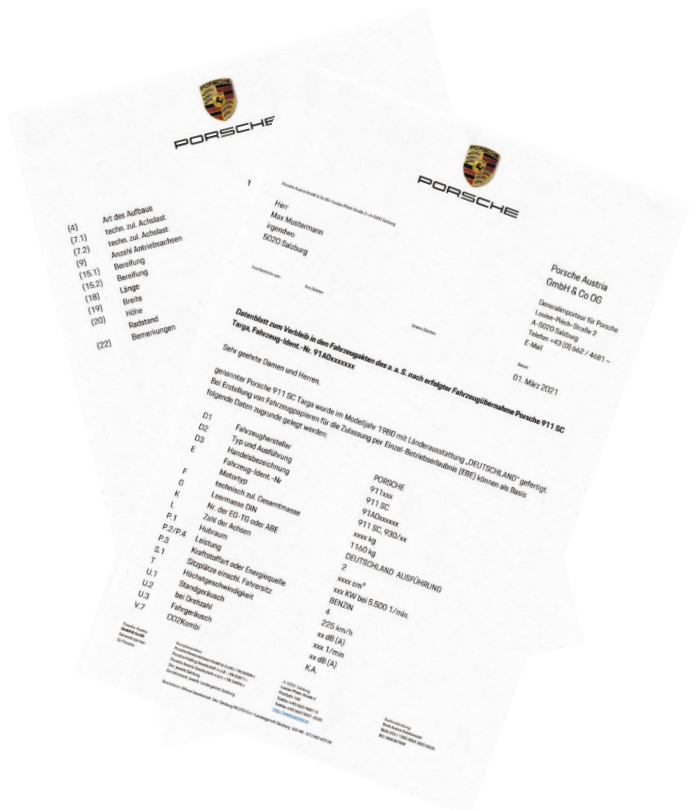 PORSCHE
(4) Art des Aufbaus
(7.1) techn. zul. Achslast
(7.2) techn. zul. Achslast
(9) Anzahl Antriebsachsen
(15.1) Bereifung
(15.2) Bereifung
(18) Länge
(19) Breite
(20) Höhe
Radstand
(22) Bemerkungen
PORSCHE
Herr
Max Mustermann
irgendwo
5020 Salzburg
Porsche Austria
GmbH & Co OG
Generalimporteur für Porsche
Louise-Piëch-Straße 2
A-5020 Salzburg
Telefon +43 (0) 662 / 4681 –
E-Mail
Datum
01. März 2021
Datenblatt zum Verbleib in den Fahrzeugakten des a. a. S. nach erfolgter Fahrzeugübernahme Porsche 911 SC
Targa, Fahrzeug-Ident.-Nr. 91A0xxxxxxx
Sehr geehrte Damen und Herren,
genannter Porsche 911 SC Targa wurde im Modelljahr 1980 mit Länderausstattung „DEUTSCHLAND" gefertigt.
Bei Erstellung von Fahrzeugpapieren für die Zulassung per Einzel-Betriebserlaubnis (EBE) können als Basis
folgende Daten zugrunde gelegt werden:
D1 Fahrzeughersteller PORSCHE
D2 Typ und Ausführung 911xxx
D3 Handelsbezeichnung 911 SC
E Fahrzeug-Ident.-Nr 91A0xxxxxx
Motortyp 911 SC, 930/xx
F technisch zul. Gesamtmasse xxxx kg
G Leermasse DIN 1160 kg
K Nr. der EG-TG oder ABE DEUTSCHLAND AUSFÜHRUNG
L Zahl der Achsen 2
P.1 Hubraum xxxx cm³
P.2/P.4 Leistung xxx KW bei 5.500 1/min.
P.3 Kraftstoffart oder Energiequelle BENZIN
S.1 Sitzplätze einschl. Fahrersitz 4
T Höchstgeschwindigkeit 225 km/h
U.1 Standgeräusch xx dB (A)
U.2 bei Drehzahl xxx 1/min
U.3 Fahrgeräusch xx dB (A)
V.7 CO2Kombi K.A.